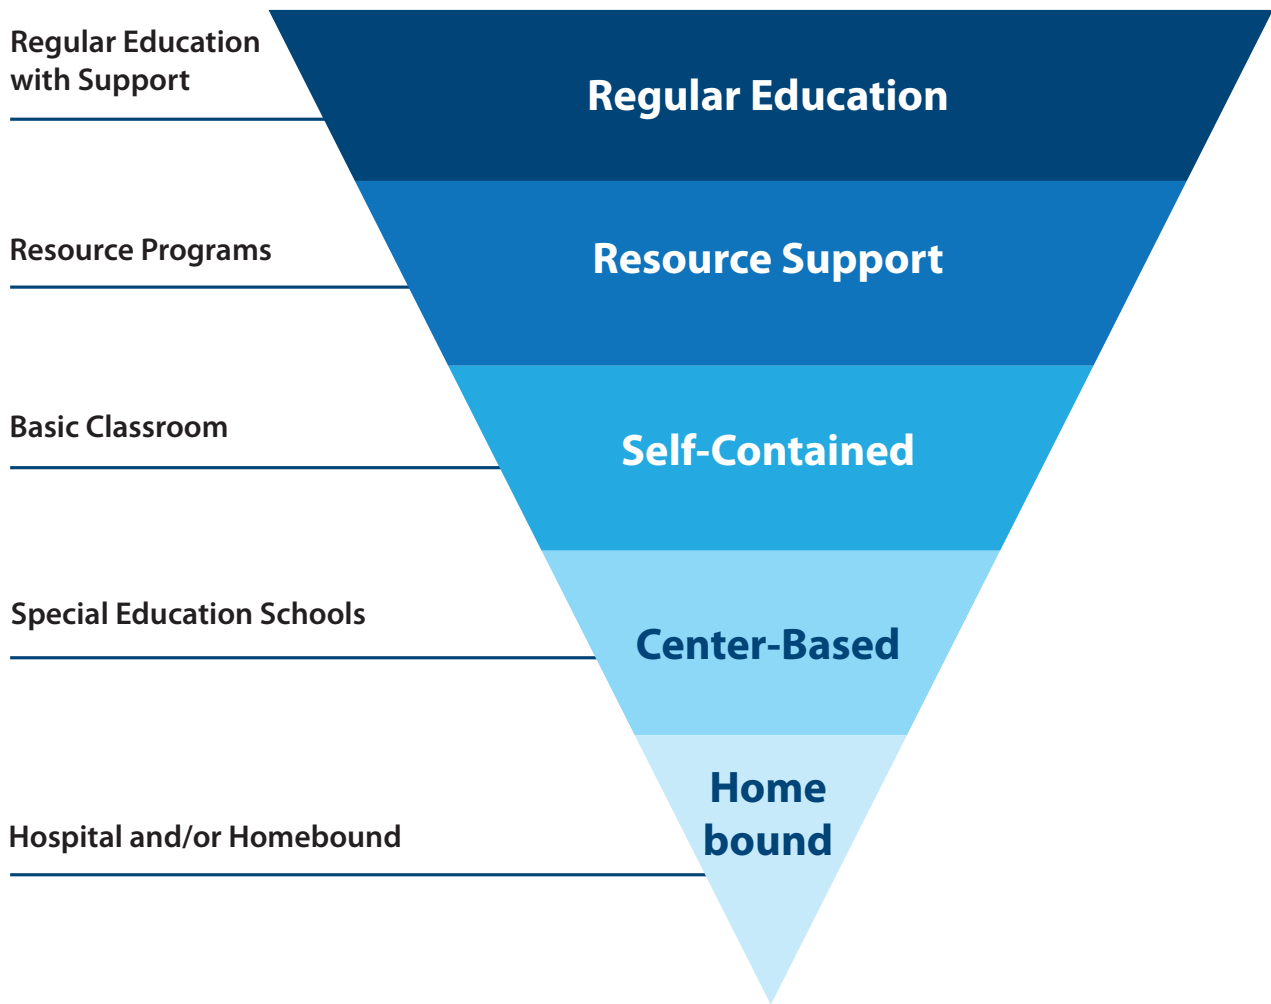 Regular Education
with Support
Regular Education
Resource Programs
Resource Support
Basic Classroom
Self-Contained
Special Education Schools
Center-Based
Hospital and/or Homebound
Home
bound